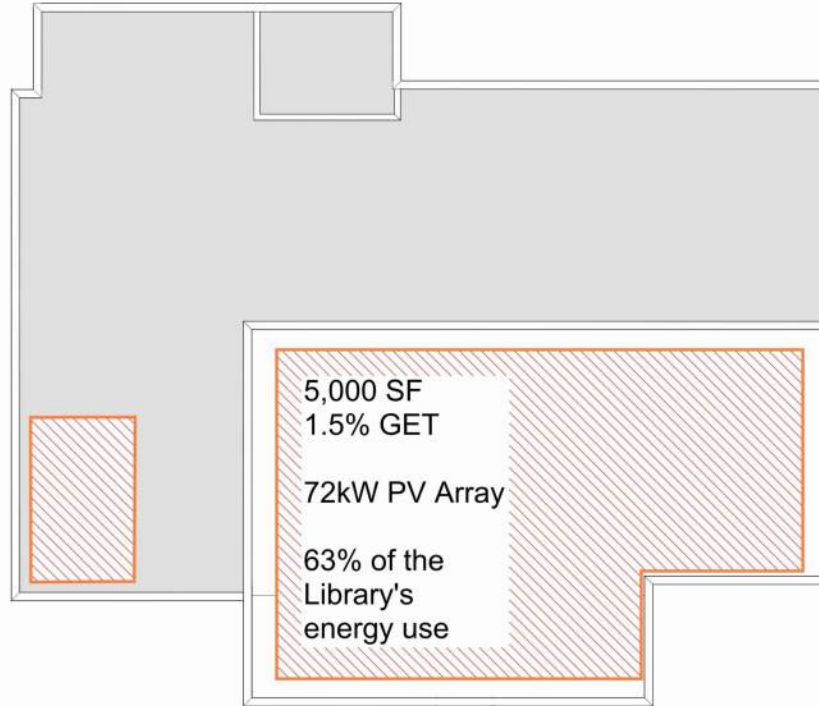 5,000 SF
1.5% GET
72kW PV Array
63% of the
Library's
energy use